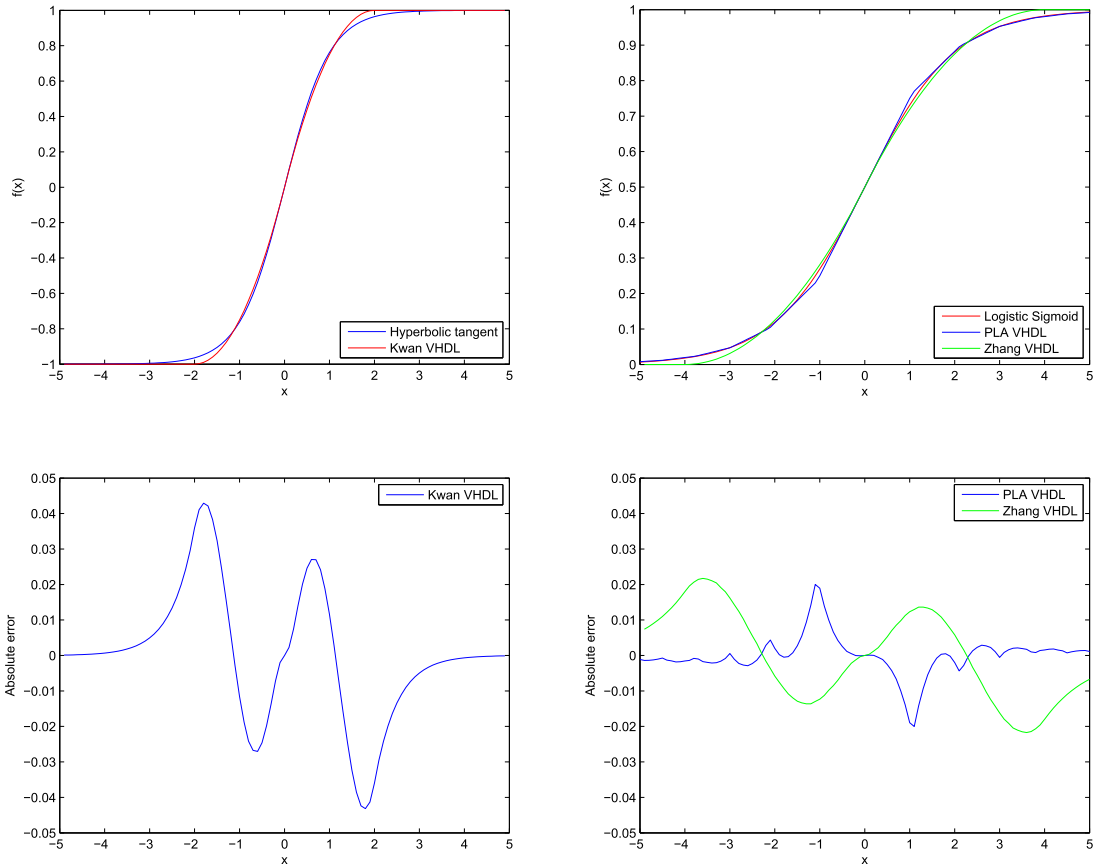 1
0.8
0.6
0.4
0.2
0
−0.2
−0.4
−0.6
−0.8
−1
f(x)
−5 −4 −3 −2 −1 0 1 2 3 4 5
x
Hyperbolic tangent
Kwan VHDL
1
0.9
0.8
0.7
0.6
0.5
0.4
0.3
0.2
0.1
0
f(x)
−5 −4 −3 −2 −1 0 1 2 3 4 5
x
Logistic Sigmoid
PLA VHDL
Zhang VHDL
0.05
0.04
0.03
0.02
0.01
0
−0.01
−0.02
−0.03
−0.04
−0.05
Absolute error
−5 −4 −3 −2 −1 0 1 2 3 4 5
x
Kwan VHDL
0.05
0.04
0.03
0.02
0.01
0
−0.01
−0.02
−0.03
−0.04
−0.05
Absolute error
−5 −4 −3 −2 −1 0 1 2 3 4 5
x
PLA VHDL
Zhang VHDL